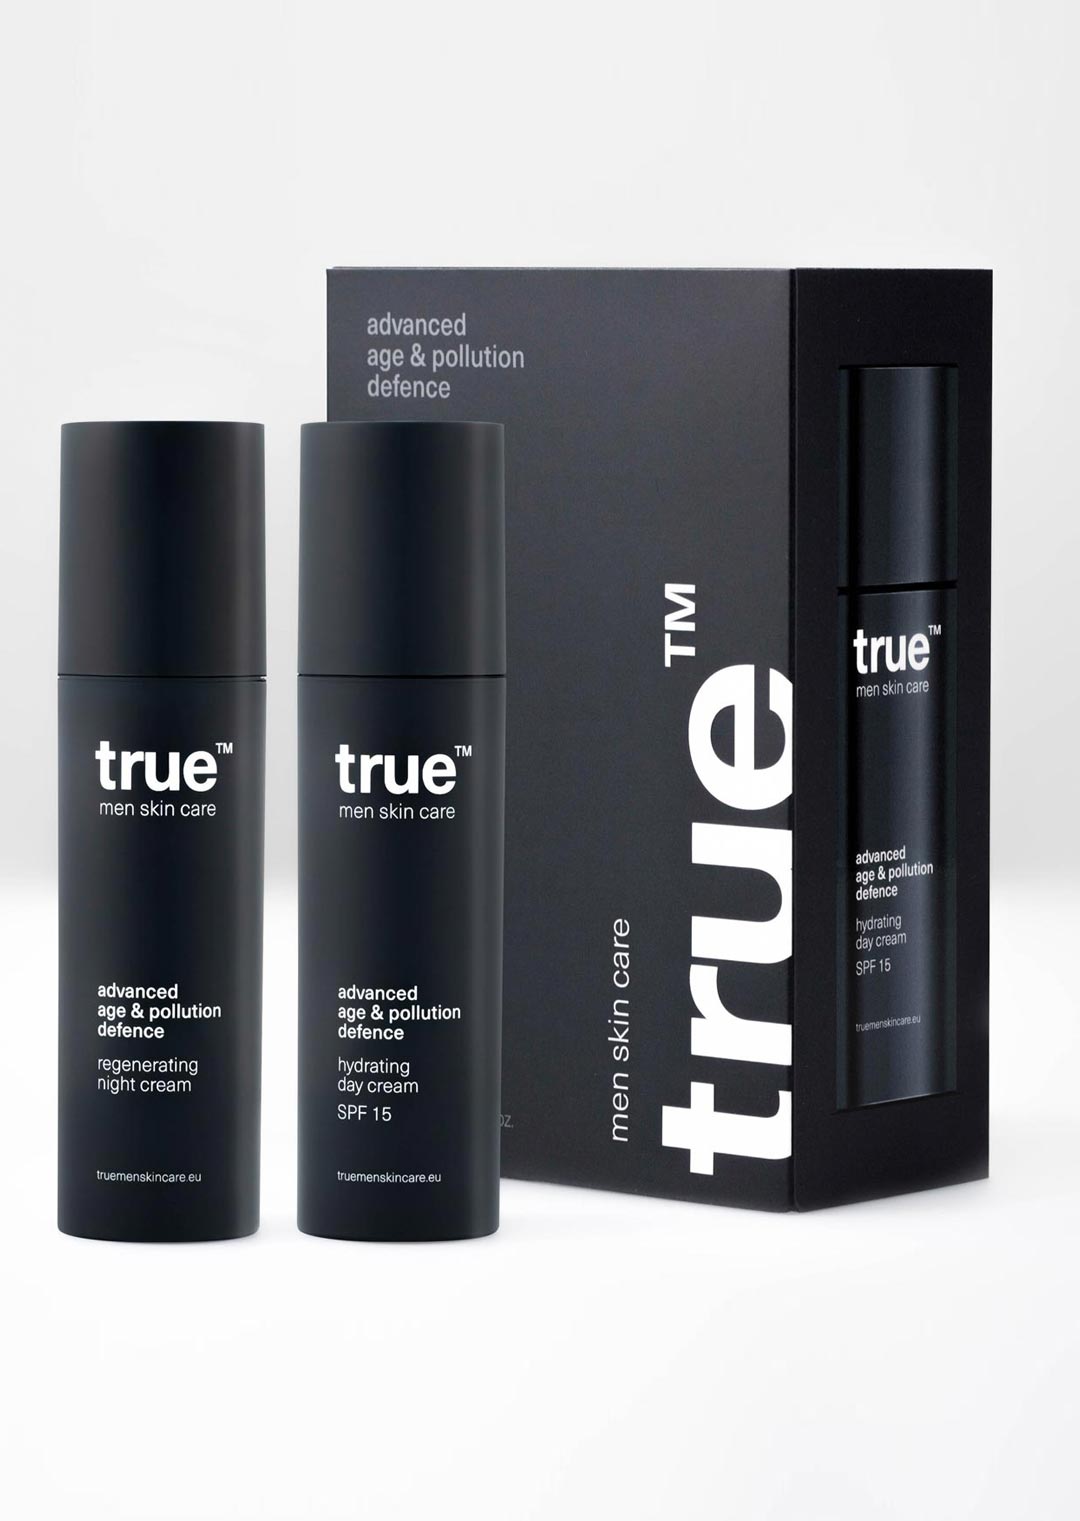 advanced
age & pollution
defence
true™
men skin care
oz.
true™
men skin care
advanced
age & pollution
defence
hydrating
day cream
SPF 15
truemenskincare.eu
true™
men skin care
advanced
age & pollution
defence
regenerating
night cream
truemenskincare.eu
true™
men skin care
advanced
age & pollution
defence
hydrating
day cream
SPF 15
truemenskincare.eu